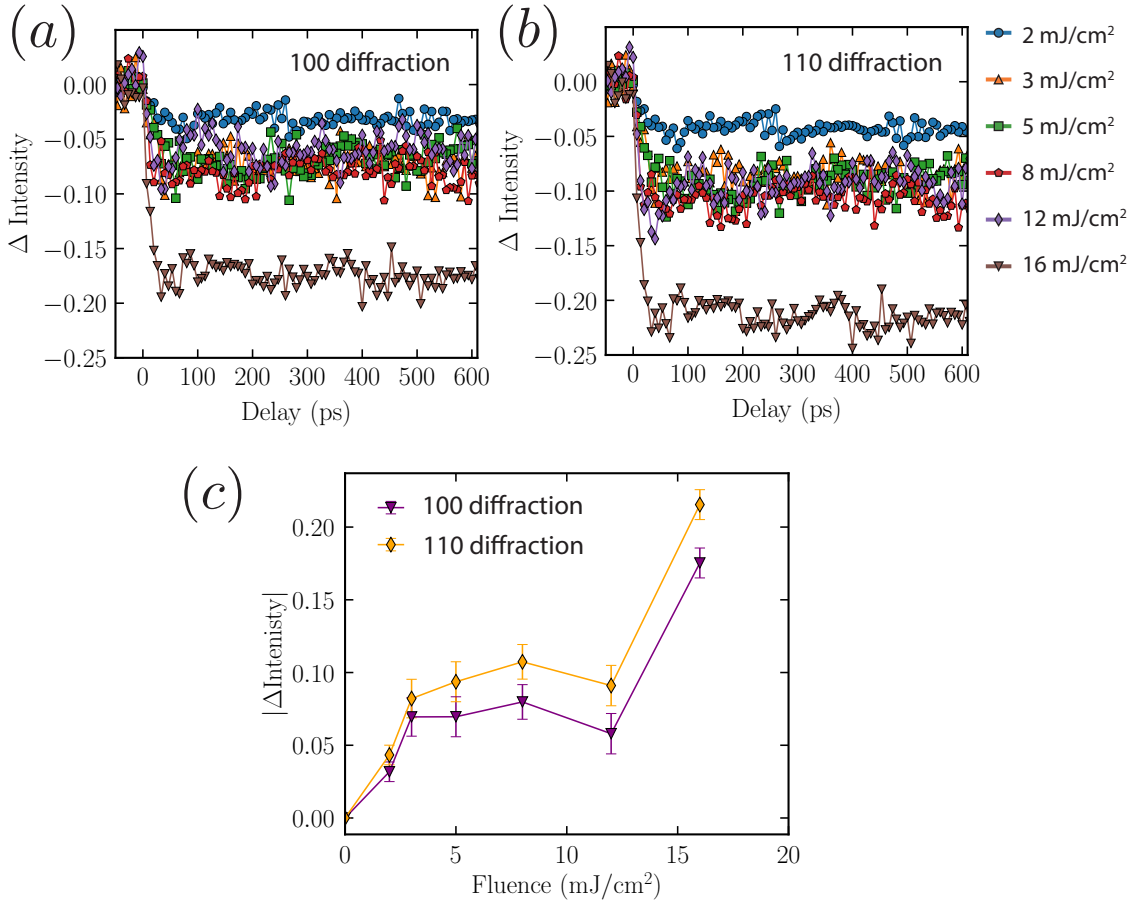 (a)
100 diffraction
0.00
−0.05
−0.10
−0.15
−0.20
−0.25
Δ Intensity
0 100 200 300 400 500 600
Delay (ps)
(b)
110 diffraction
0.00
−0.05
−0.10
−0.15
−0.20
−0.25
Δ Intensity
0 100 200 300 400 500 600
Delay (ps)
2 mJ/cm²
3 mJ/cm²
5 mJ/cm²
8 mJ/cm²
12 mJ/cm²
16 mJ/cm²
(c)
100 diffraction
110 diffraction
0.20
0.15
0.10
0.05
0.00
|ΔIntenisty|
0 5 10 15 20
Fluence (mJ/cm²)